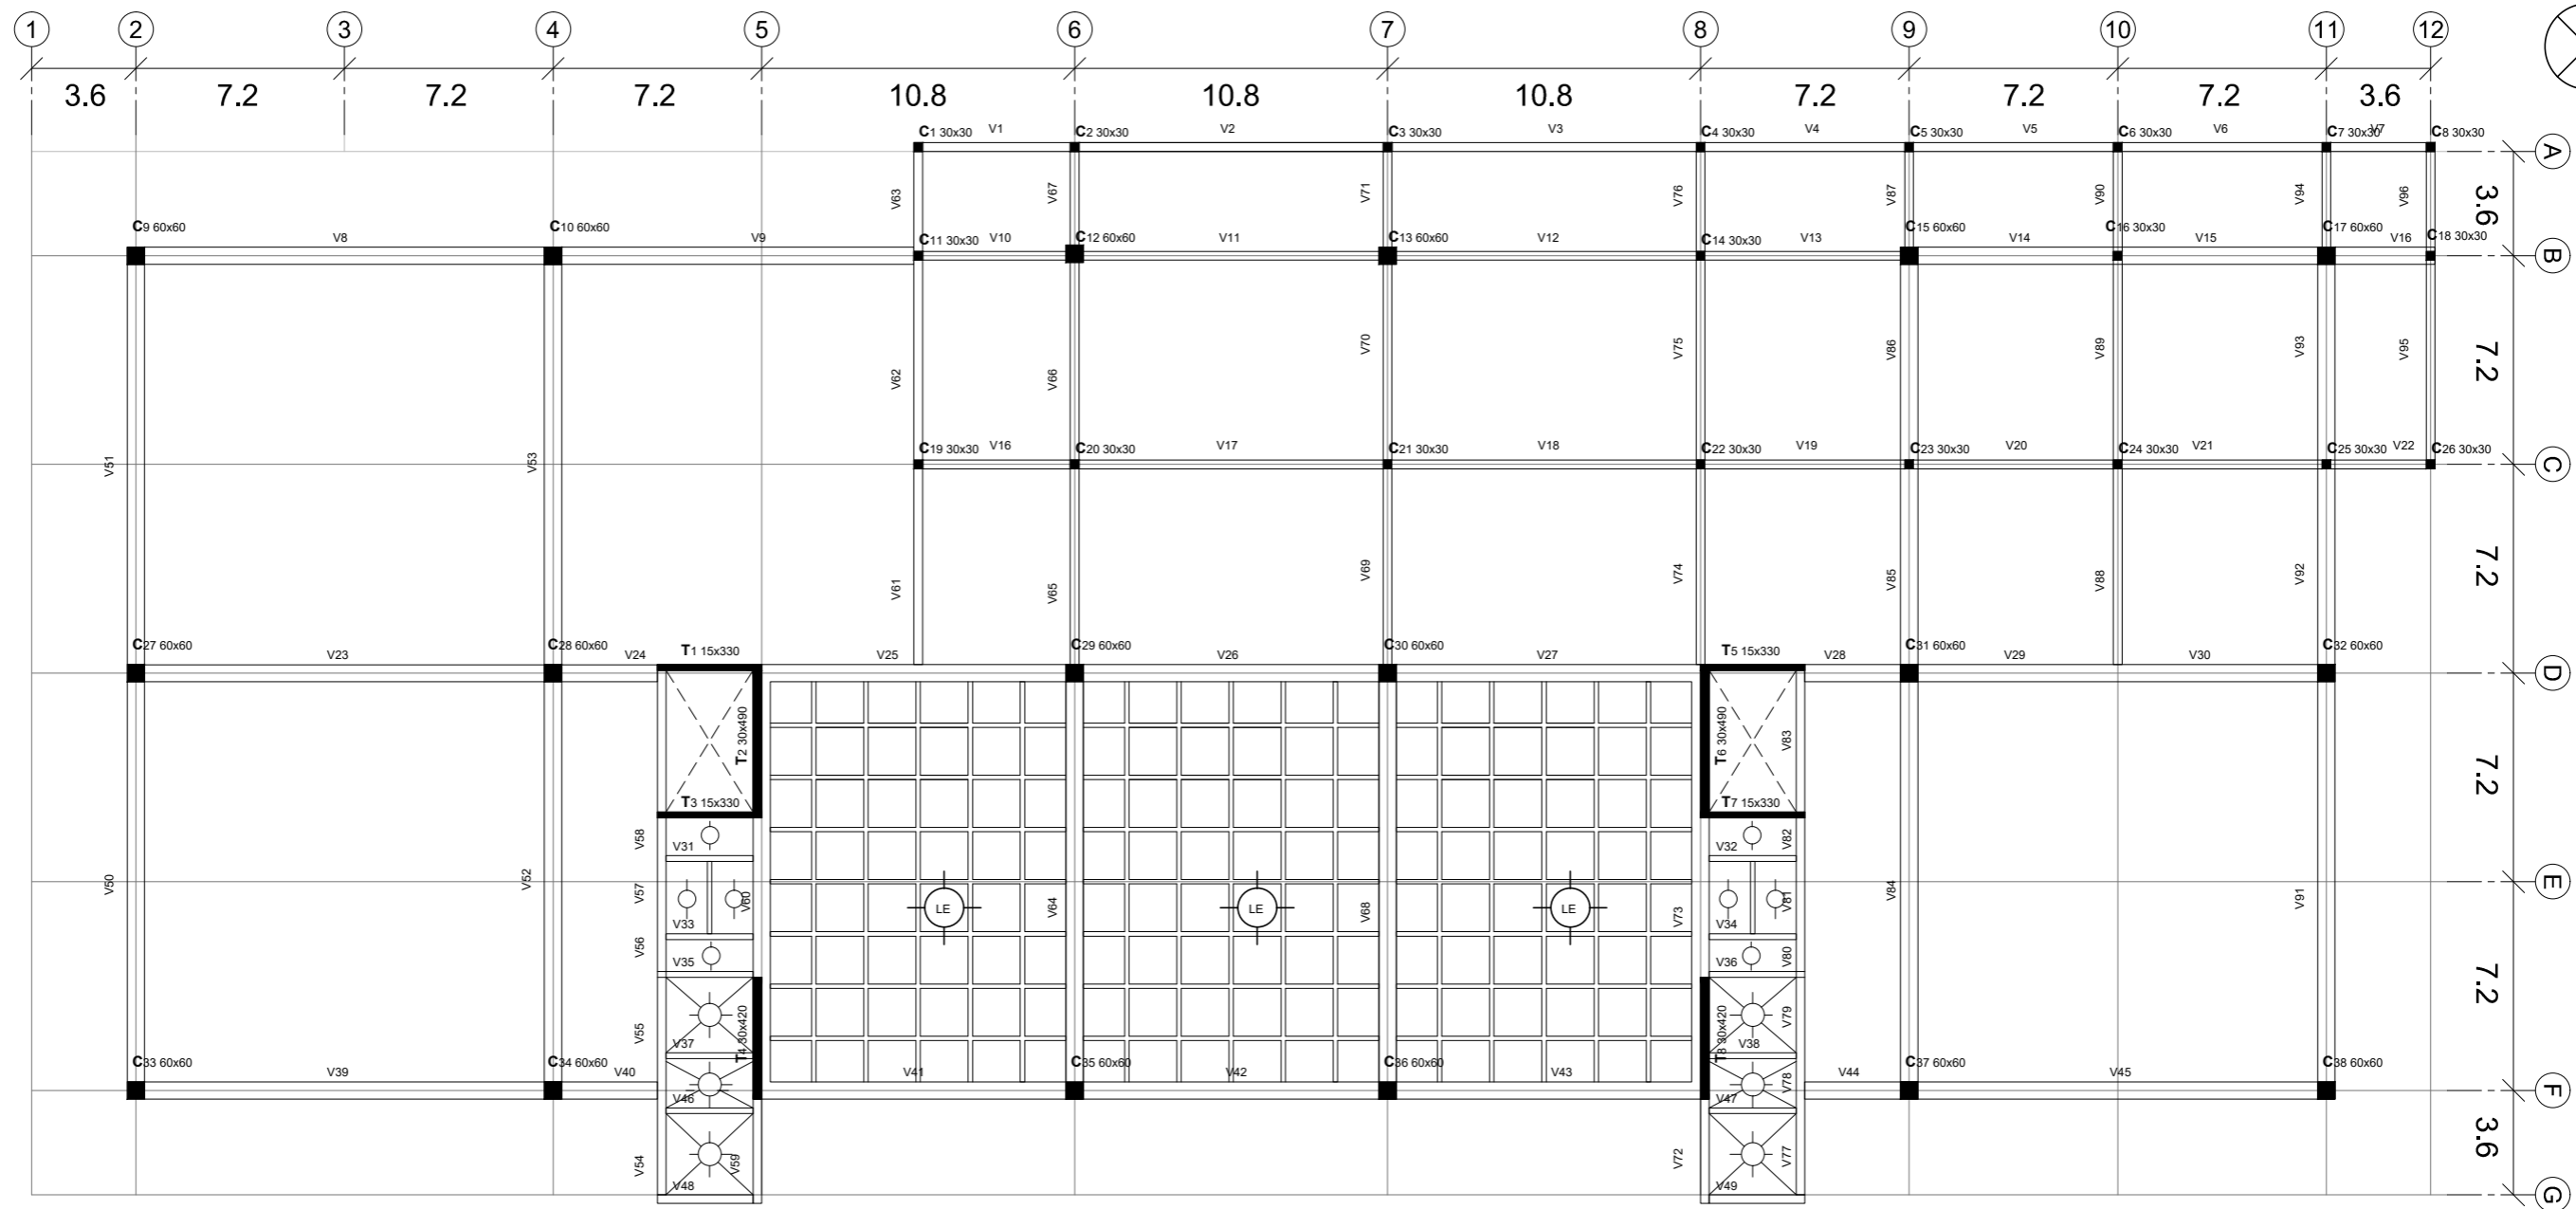 1 2 3 4 5 6 7 8 9 10 11 12
3.6 7.2 7.2 7.2 10.8 10.8 10.8 7.2 7.2 7.2 3.6
C1 30x30 V1 C2 30x30 V2 C3 30x30 V3 C4 30x30 V4 C5 30x30 V5 C6 30x30 V6 C7 30x30 V7 C8 30x30
A
V63 V67 V71 V76 V87 V90 V94 V96 3.6
C9 60x60 V8 C10 60x60 V9 C11 30x30 V10 C12 60x60 V11 C13 60x60 V12 C14 30x30 V13 C15 60x60 V14 C16 30x30 V15 C17 60x60 V16 C18 30x30
B
V62 V66 V70 V75 V86 V89 V93 V95 7.2
V51 V53 C19 30x30 V16 C20 30x30 V17 C21 30x30 V18 C22 30x30 V19 C23 30x30 V20 C24 30x30 V21 C25 30x30 V22 C26 30x30
C
V61 V65 V69 V74 V85 V88 V92 7.2
C27 60x60 V23 C28 60x60 V24 T1 15x330 V25 C29 60x60 V26 C30 60x60 V27 T5 15x330 V28 C31 60x60 V29 V30 C32 60x60
D
T2 30x490 T6 30x490 V83 7.2
T3 15x330 T7 15x330
V58 V31 V32 V82
V50 V52 V57 V60 V64 V68 V73 V81 V84 V91 E
LE LE LE
V33 V34
V56 V35 V36 V80
7.2
V55 V37 T4 30x420 T8 30x420 V38 V79
C33 60x60 V39 C34 60x60 V40 V41 C35 60x60 V42 C36 60x60 V43 V44 C37 60x60 V45 C38 60x60
V46 V47 V78 F
V54 V59 V72 V77 3.6
V48 V49 G